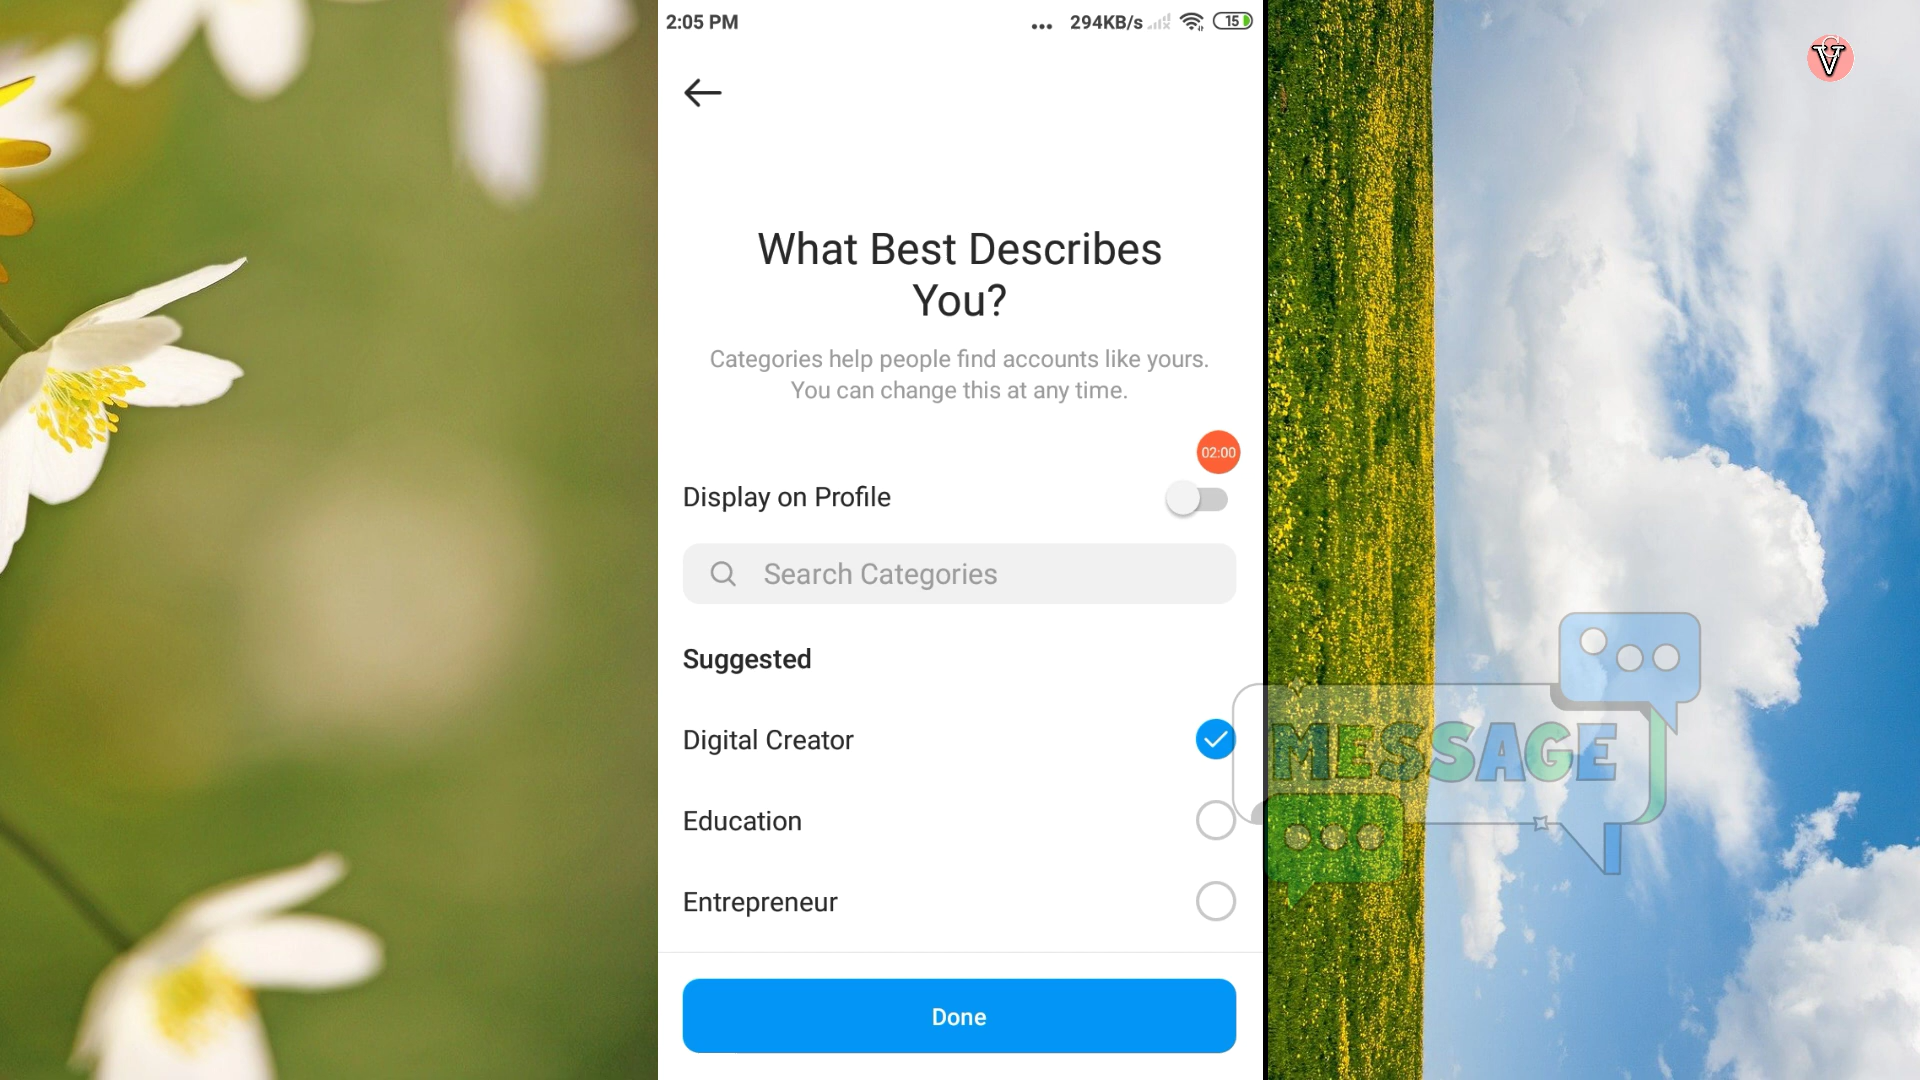 2:05 PM
... 294KB/s 15
V
What Best Describes
You?
Categories help people find accounts like yours.
You can change this at any time.
02:00
Display on Profile
Search Categories
Suggested
Digital Creator
MESSAGE
Education
Entrepreneur
Done